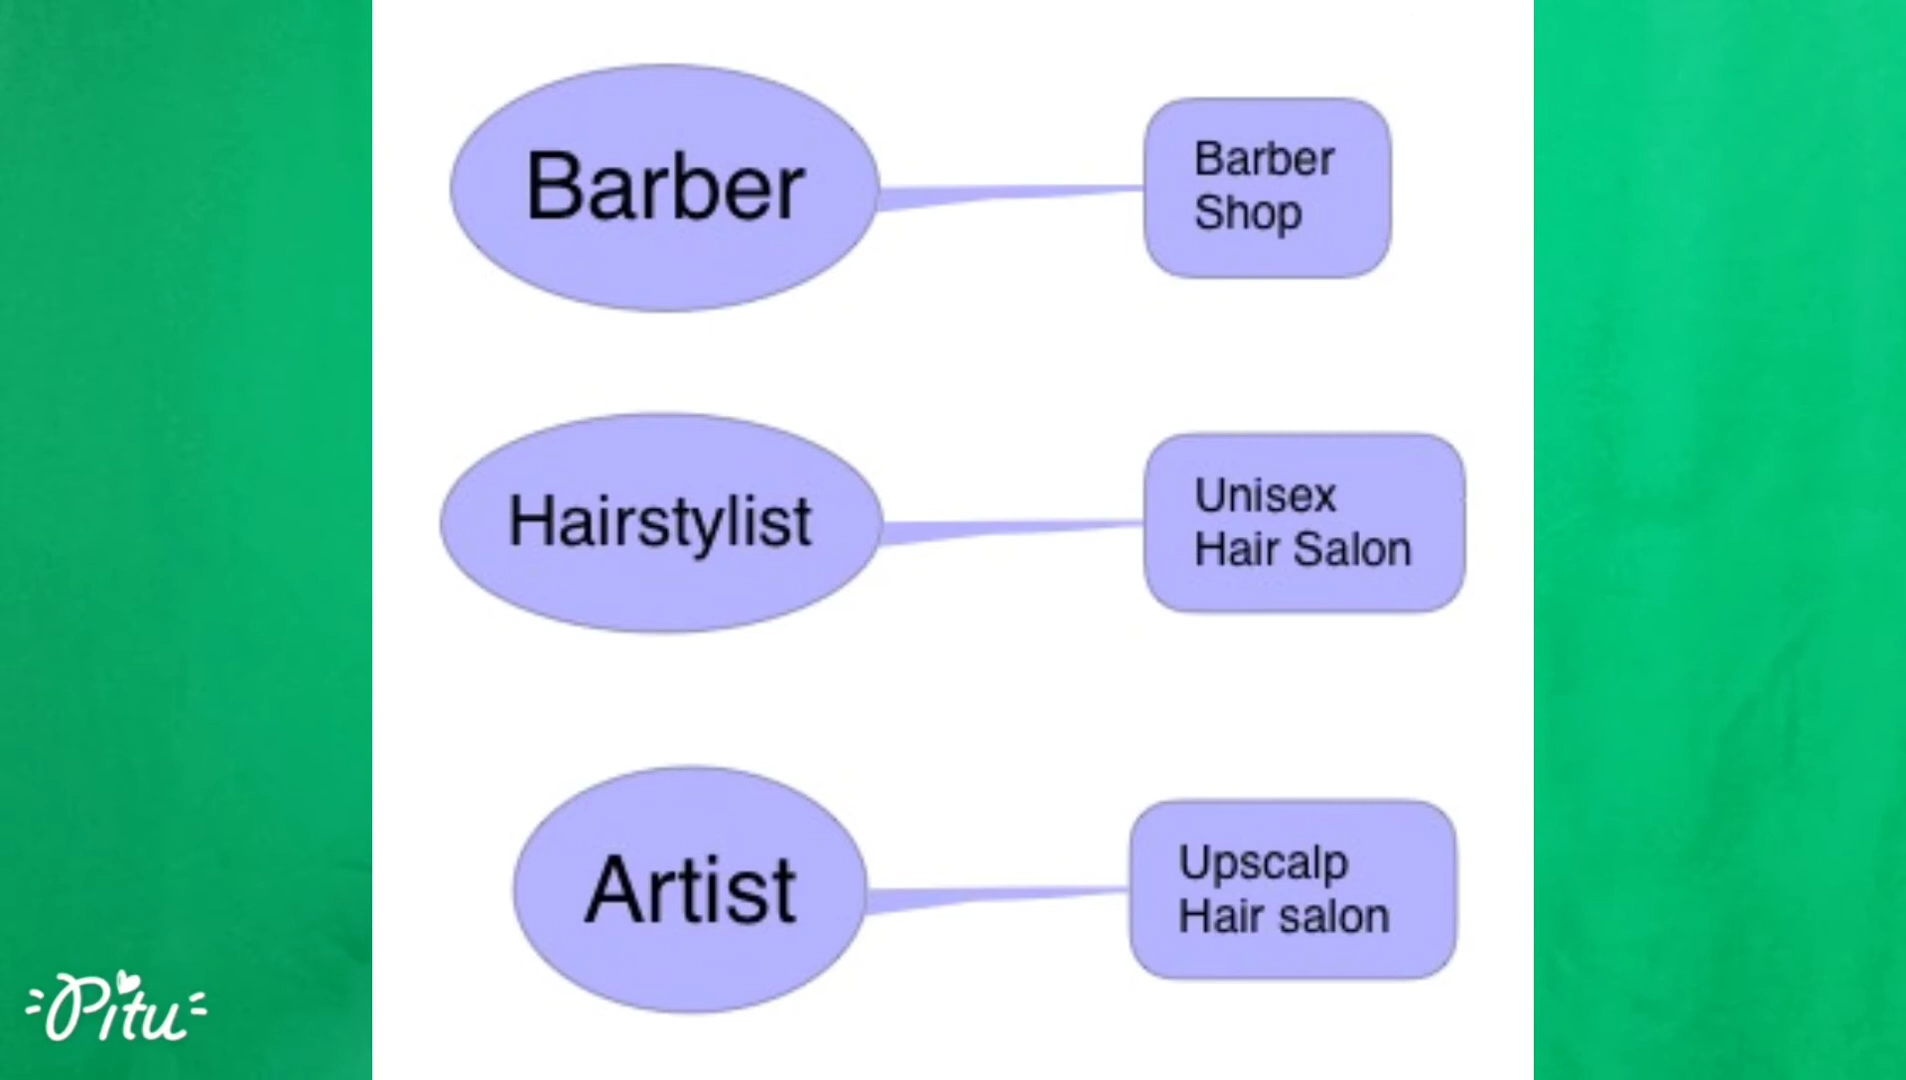 Barber
Barber
Shop
Hairstylist
Unisex
Hair Salon
Artist
Upscalp
Hair salon
Pitu